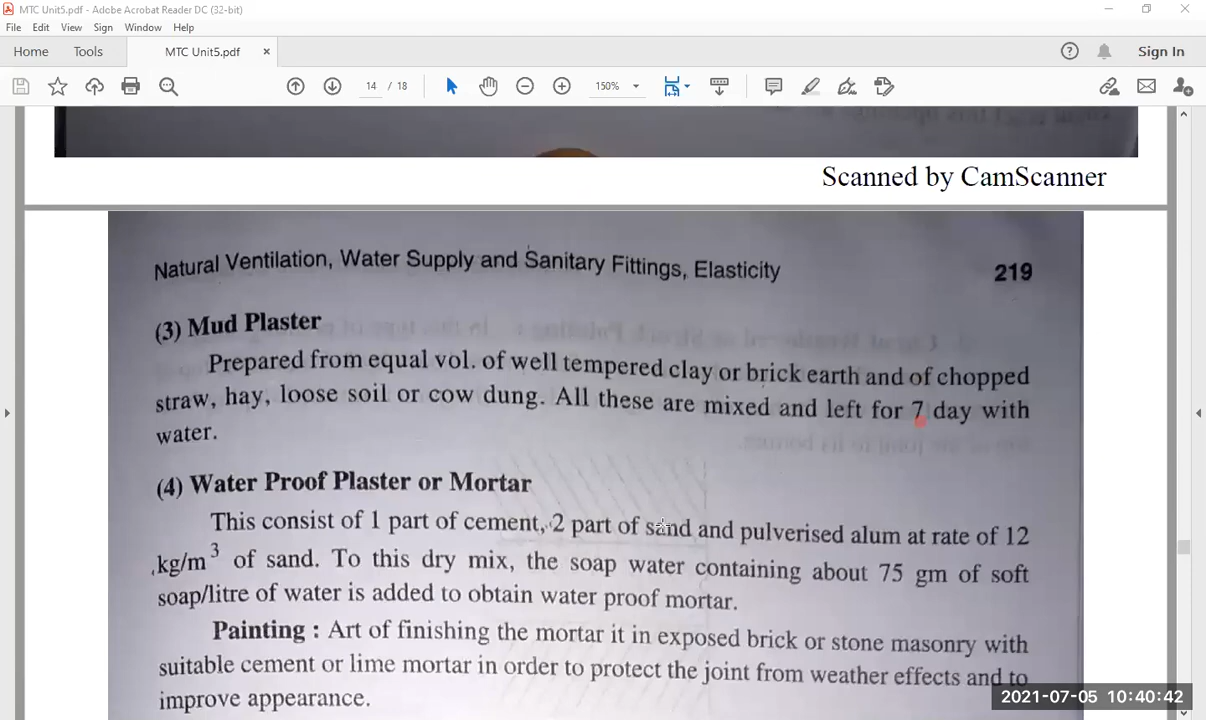 MTC Unit5.pdf - Adobe Acrobat Reader DC (32-bit)
File Edit View Sign Window Help
Home Tools MTC Unit5.pdf × Sign In
14 / 18 150%
Scanned by CamScanner
Natural Ventilation, Water Supply and Sanitary Fittings, Elasticity 219
(3) Mud Plaster
Prepared from equal vol. of well tempered clay or brick earth and of chopped
straw, hay, loose soil or cow dung. All these are mixed and left for 7 day with
water.
(4) Water Proof Plaster or Mortar
This consist of 1 part of cement, 2 part of sand and pulverised alum at rate of 12
kg/m³ of sand. To this dry mix, the soap water containing about 75 gm of soft
soap/litre of water is added to obtain water proof mortar.
Painting : Art of finishing the mortar it in exposed brick or stone masonry with
suitable cement or lime mortar in order to protect the joint from weather effects and to
improve appearance.
2021-07-05 10:40:42